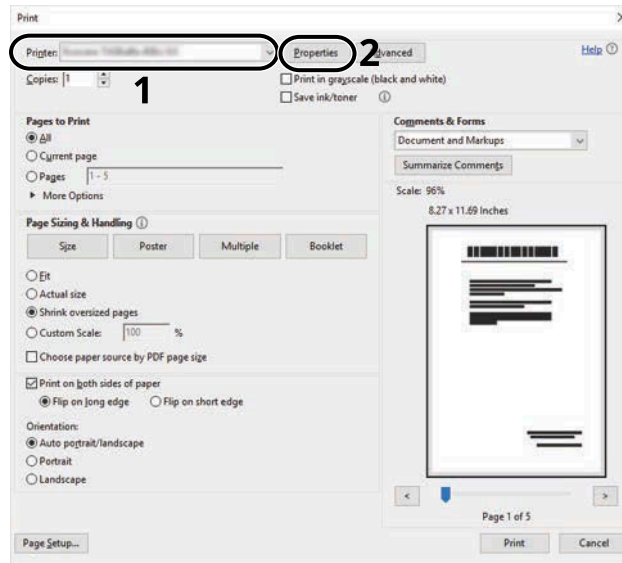 Print
Printer: Properties 2 dvanced Help
Copies: 1 1 Print in grayscale (black and white)
Save ink/toner
Pages to Print
All
Current page
Pages 1 - 5
More Options
Page Sizing & Handling
Size Poster Multiple Booklet
Fit
Actual size
Shrink oversized pages
Custom Scale: 100 %
Choose paper source by PDF page size
Print on both sides of paper
Flip on long edge Flip on short edge
Orientation:
Auto portrait/landscape
Portrait
Landscape
Comments & Forms
Document and Markups
Summarize Comments
Scale: 96%
8.27 x 11.69 Inches
< >
Page 1 of 5
Page Setup... Print Cancel